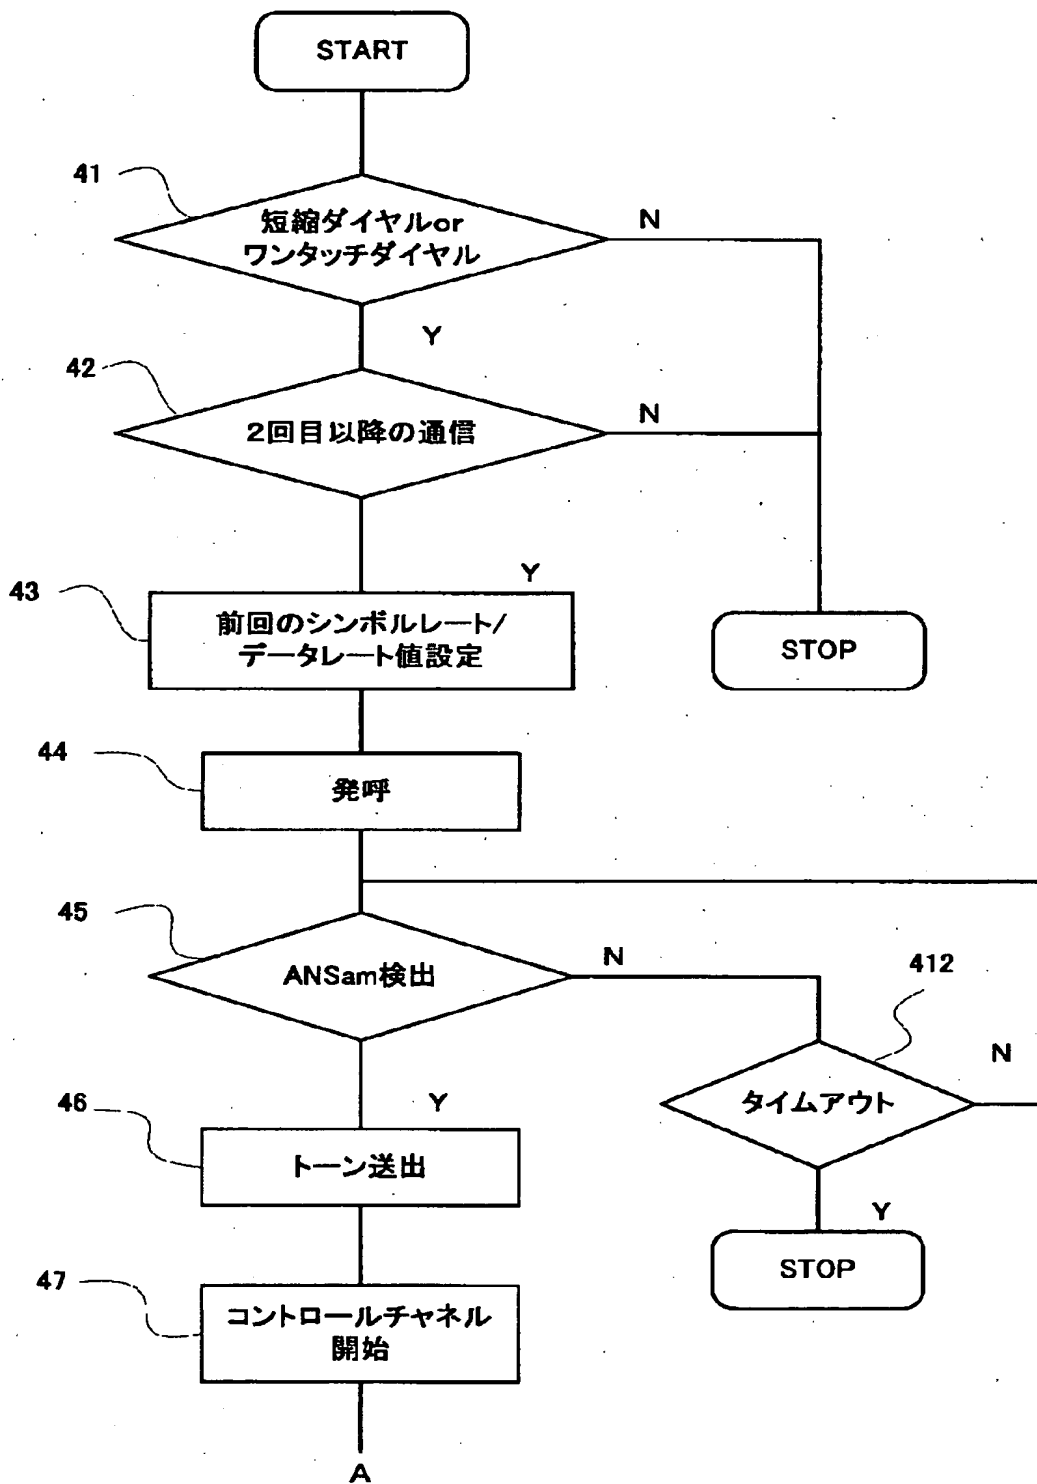 START
41
短縮ダイヤルor
ワンタッチダイヤル
N
Y
42
2回目以降の通信
N
Y
43
前回のシンボルレート/
データレート値設定
STOP
44
発呼
45
ANSam検出
N
412
タイムアウト
N
Y
46
トーン送出
Y
STOP
47
コントロールチャネル
開始
A